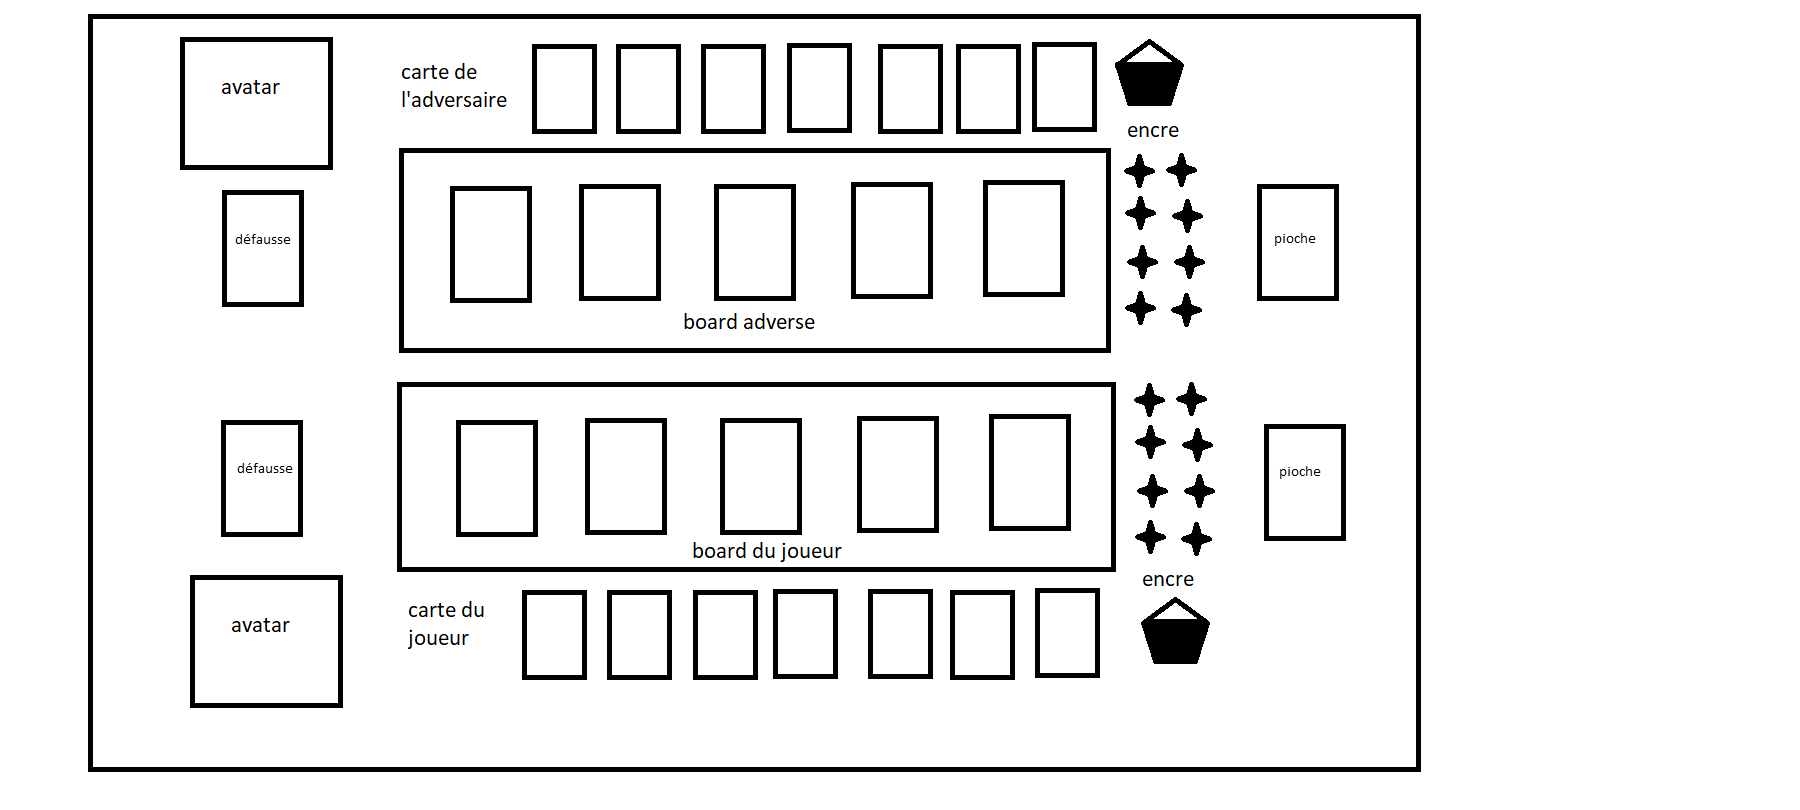 avatar
carte de
l'adversaire
encre
défausse
pioche
board adverse
défausse
pioche
board du joueur
encre
avatar
carte du
joueur